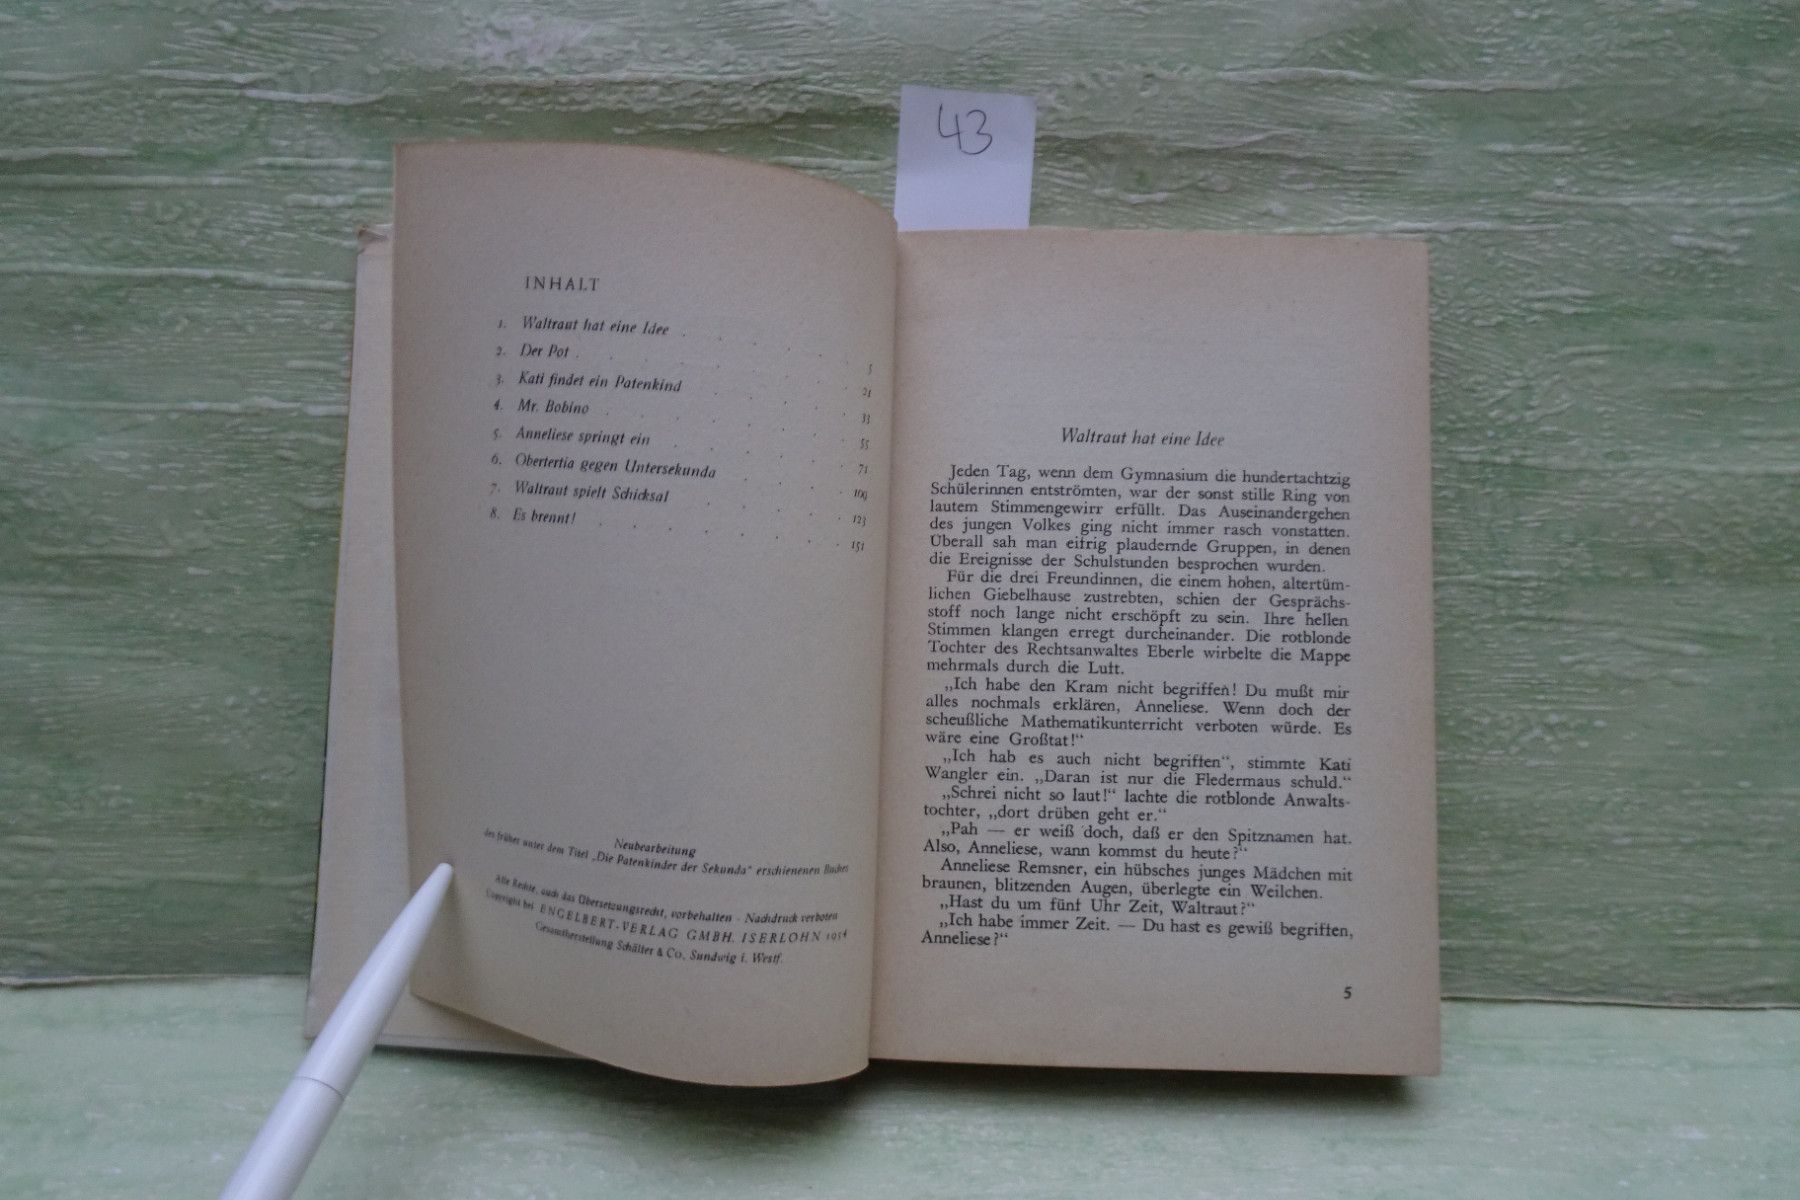 43
INHALT
1. Waltraut hat eine Idee . . . . . . 5
2. Der Pot . . . . . . . . 21
3. Kati findet ein Patenkind . . . . . 33
4. Mr. Bobino . . . . . . . 55
5. Anneliese springt ein . . . . . . 71
6. Obertertia gegen Untersekunda . . . . 109
7. Waltraut spielt Schicksal . . . . . 123
8. Es brennt! . . . . . . . 151
Neubearbeitung
des früher unter dem Titel „Die Patenkinder der Sekunda“ erschienenen Buches
Alle Rechte, auch das Übersetzungsrecht, vorbehalten - Nachdruck verboten
Copyright bei ENGELBERT-VERLAG GMBH. ISERLOHN 1954
Gesamtherstellung Schälter & Co., Sundwig i. Westf.
Waltraut hat eine Idee
Jeden Tag, wenn dem Gymnasium die hundertachtzig
Schülerinnen entströmten, war der sonst stille Ring von
lautem Stimmengewirr erfüllt. Das Auseinandergehen
des jungen Volkes ging nicht immer rasch vonstatten.
Überall sah man eifrig plaudernde Gruppen, in denen
die Ereignisse der Schulstunden besprochen wurden.
Für die drei Freundinnen, die einem hohen, altertüm-
lichen Giebelhause zustrebten, schien der Gesprächs-
stoff noch lange nicht erschöpft zu sein. Ihre hellen
Stimmen klangen erregt durcheinander. Die rotblonde
Tochter des Rechtsanwaltes Eberle wirbelte die Mappe
mehrmals durch die Luft.
„Ich habe den Kram nicht begriffen! Du mußt mir
alles nochmals erklären, Anneliese. Wenn doch der
scheußliche Mathematikunterricht verboten würde. Es
wäre eine Großtat!“
„Ich hab es auch nicht begriffen“, stimmte Kati
Wangler ein. „Daran ist nur die Fledermaus schuld.“
„Schrei nicht so laut!“ lachte die rotblonde Anwalts-
tochter, „dort drüben geht er.“
„Pah — er weiß doch, daß er den Spitznamen hat.
Also, Anneliese, wann kommst du heute?“
Anneliese Remsner, ein hübsches junges Mädchen mit
braunen, blitzenden Augen, überlegte ein Weilchen.
„Hast du um fünf Uhr Zeit, Waltraut?“
„Ich habe immer Zeit. — Du hast es gewiß begriffen,
Anneliese?“
5